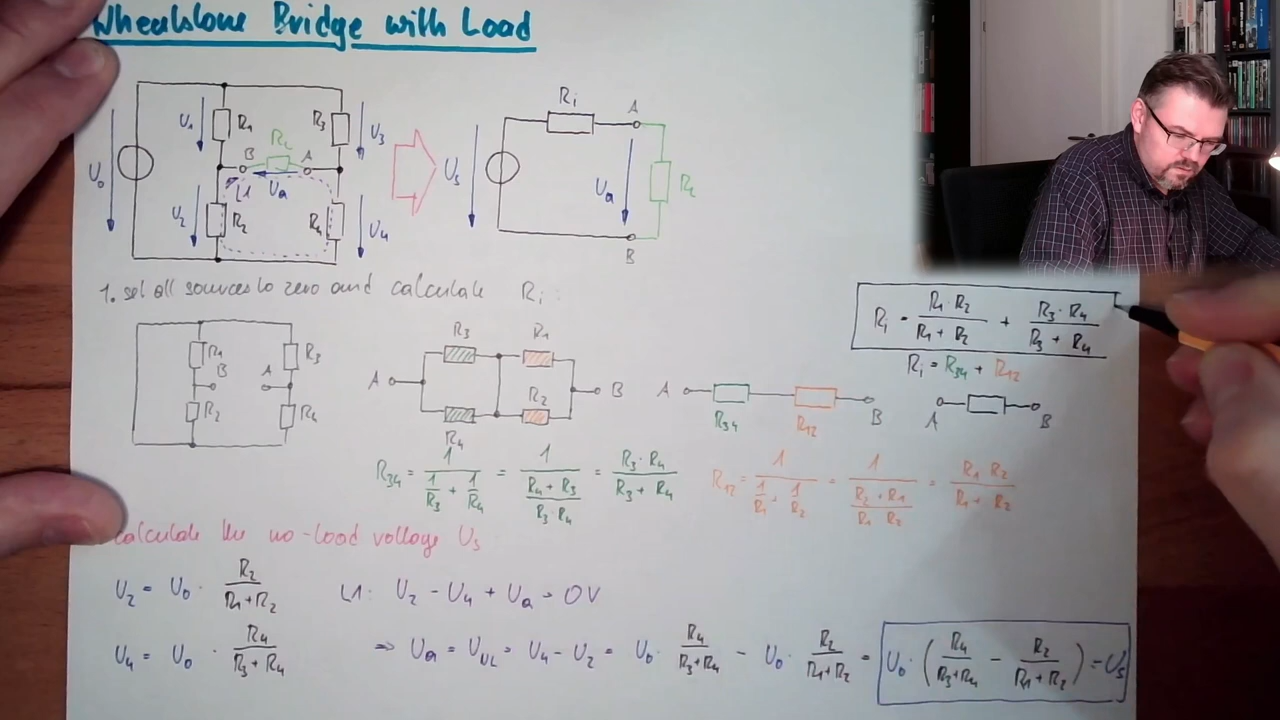 Wheatstone Bridge with Load
U₀ U₁ R₁ R₃ U₃
B R_L A
L1 U_a
U₂ R₂ R₄ U₄
U_s R_i A
U_a R_L
B
1. set all sources to zero and calculate R_i:
R₁ B A R₃
R₂ R₄
A R₃ R₁ B
R₄ R₂
A R₃₄ R₁₂ B
R_i = (R₁ · R₂)/(R₁ + R₂) + (R₃ · R₄)/(R₃ + R₄)
R_i = R₃₄ + R₁₂
A B
R₃₄ = 1/(1/R₃ + 1/R₄) = 1/((R₄ + R₃)/(R₃ · R₄)) = (R₃ · R₄)/(R₃ + R₄)
R₁₂ = 1/(1/R₁ + 1/R₂) = 1/((R₂ + R₁)/(R₁ R₂)) = (R₁ R₂)/(R₁ + R₂)
calculate the no-load voltage U_s
U₂ = U₀ · R₂/(R₁+R₂)
L1: U₂ - U₄ + U_a = 0V
U₄ = U₀ · R₄/(R₃+R₄)
⇒ U_a = U_NL = U₄ - U₂ = U₀ · R₄/(R₃+R₄) - U₀ · R₂/(R₁+R₂) = U₀ · (R₄/(R₃+R₄) - R₂/(R₁+R₂)) = U_s